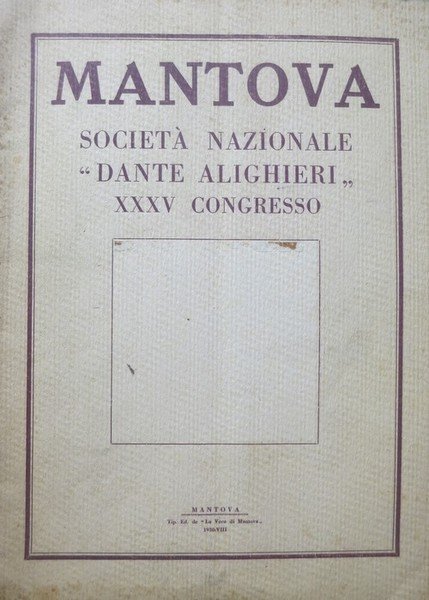 MANTOVA
SOCIETÀ NAZIONALE
“DANTE ALIGHIERI„
XXXV CONGRESSO
MANTOVA
Tip. Ed. de “La Voce di Mantova„
1930-VIII